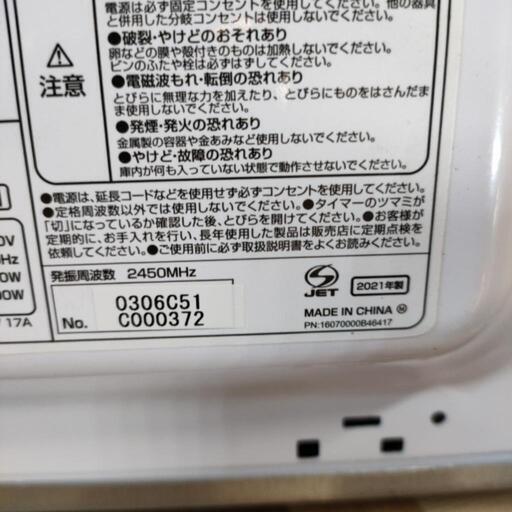 電源は必ず固定コンセントを使用してください。他の器具
と併用した分岐コンセントは使用しないでください。
●破裂・やけどのおそれあり
卵などの膜や殻付きのものは加熱しないでください。
ビンのふたや栓は必ずはずしてください。
注意
●電磁波もれ・転倒の恐れあり
とびらに無理な力を加えたり、とびらにものをはさんだま
ま使用しないでください。
●発煙・発火の恐れあり
金属製の容器や金あみなど使用しないでください。
●やけど・故障の恐れあり
庫内が何も入っていない状態で動作させないでください。
●電源は、延長コードなどを使用せず必ずコンセントを使用してください。
●定格周波数以外では使用しないでください。●タイマーのツマミが
「切」になっているか確認した後、とびらを開けてください。●お客様が
定期的に、お手入れを行い、長年使用した製品は販売店に定期点検を
依頼してください。●ご使用前に必ず取扱説明書をよくお読みください。
発振周波数 2450MHz
0306C51
No. C000372
JET
2021年製
MADE IN CHINA Ⓜ
PN:16070000B46417
17A